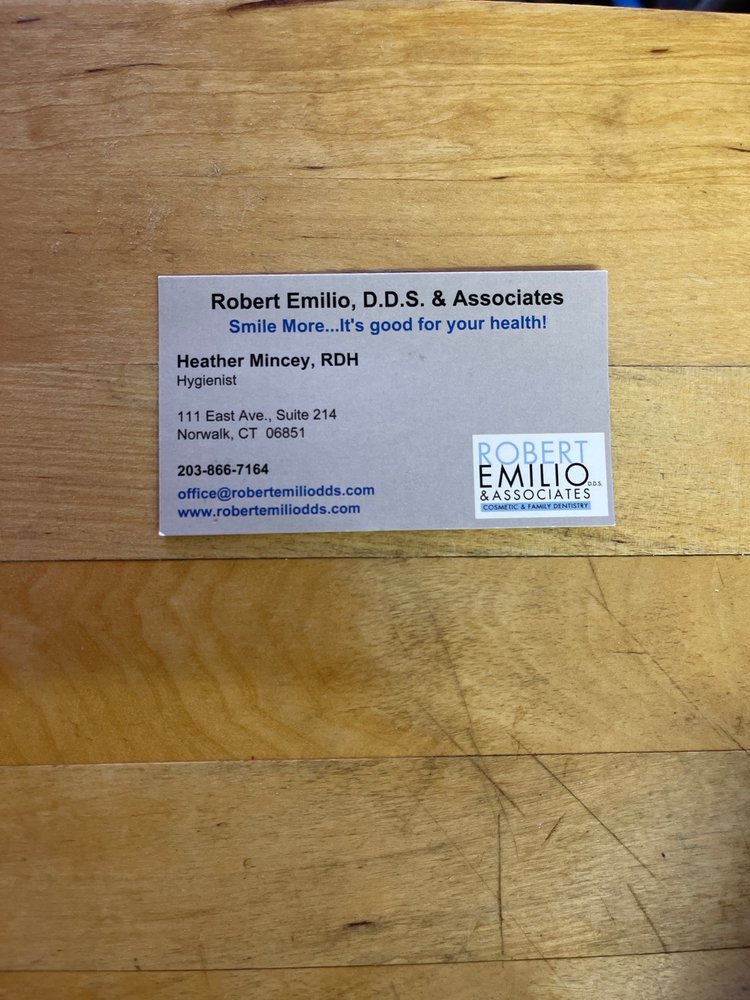 Robert Emilio, D.D.S. & Associates
Smile More...It's good for your health!
Heather Mincey, RDH
Hygienist
111 East Ave., Suite 214
Norwalk, CT 06851
203-866-7164
office@robertemiliodds.com
www.robertemiliodds.com
ROBERT
EMILIO D.D.S.
& ASSOCIATES
COSMETIC & FAMILY DENTISTRY